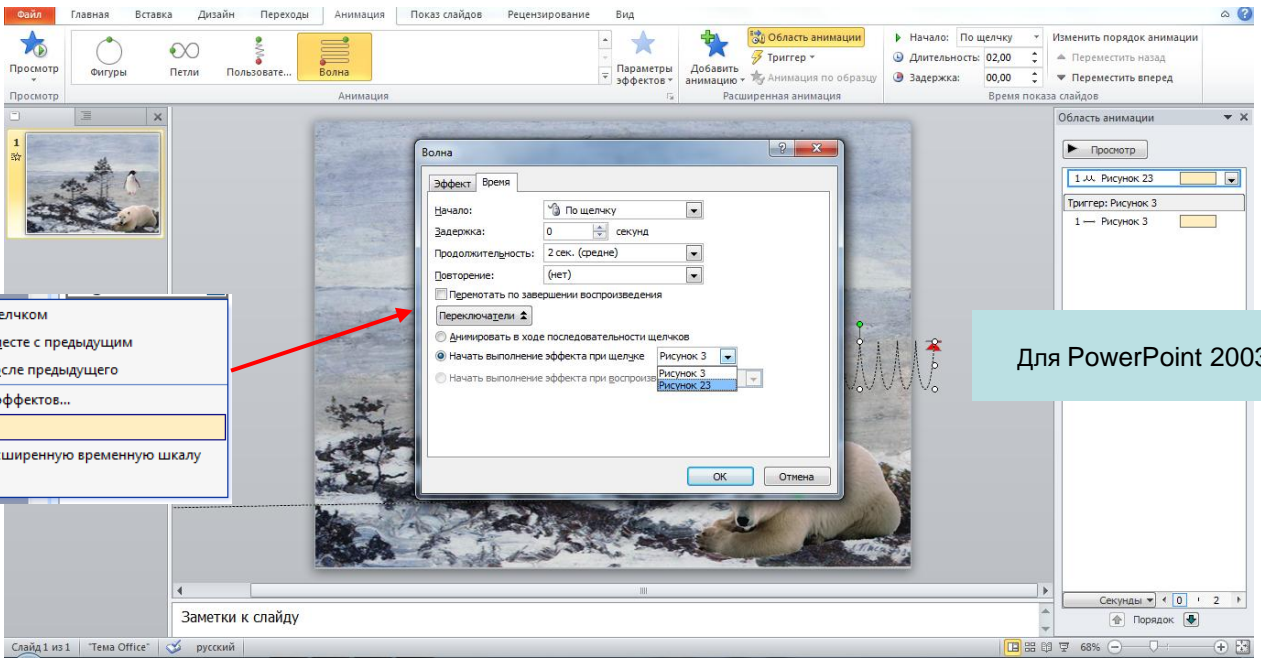 Файл Главная Вставка Дизайн Переходы Анимация Показ слайдов Рецензирование Вид
Просмотр
Фигуры Петли Пользовате... Волна
Параметры эффектов
Добавить анимацию
Область анимации
Триггер
Анимация по образцу
Начало: По щелчку
Длительность: 02,00
Задержка: 00,00
Изменить порядок анимации
Переместить назад
Переместить вперед
Просмотр Анимация Расширенная анимация Время показа слайдов
1
Волна
Эффект Время
Начало: По щелчку
Задержка: 0 секунд
Продолжительность: 2 сек. (средне)
Повторение: (нет)
Перемотать по завершении воспроизведения
Переключатели
Анимировать в ходе последовательности щелчков
Начать выполнение эффекта при щелчке Рисунок 3
Рисунок 3
Рисунок 23
Начать выполнение эффекта при воспроизв
ОК Отмена
елчком
месте с предыдущим
сле предыдущего
эффектов...
сширенную временную шкалу
Для PowerPoint 2003
Область анимации
Просмотр
1 Рисунок 23
Триггер: Рисунок 3
1 Рисунок 3
Секунды 0 2
Порядок
Заметки к слайду
Слайд 1 из 1 "Тема Office" русский 68%